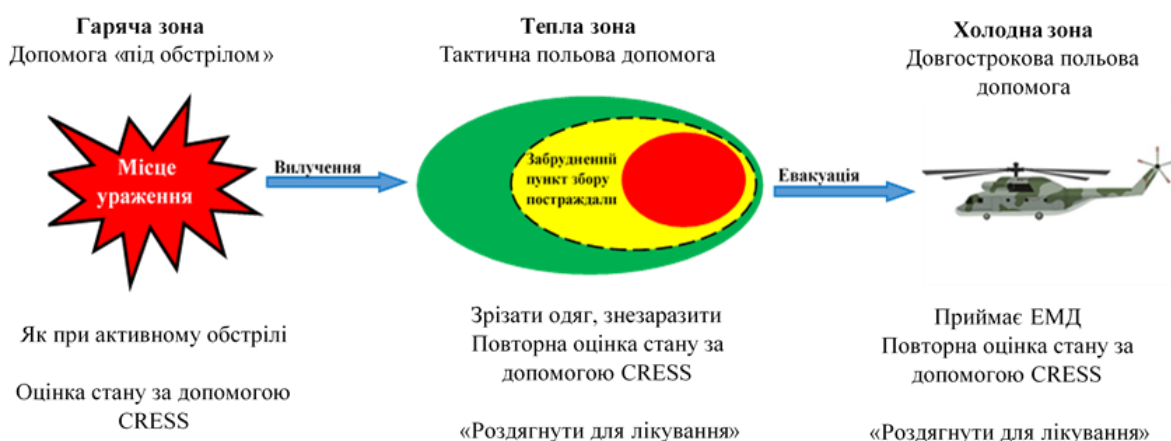 Гаряча зона
Допомога «під обстрілом»
Місце
ураження
Як при активному обстрілі
Оцінка стану за допомогою
CRESS
Вилучення
Тепла зона
Тактична польова допомога
Забруднений
пункт збору
постраждали
Зрізати одяг, знезаразити
Повторна оцінка стану за
допомогою CRESS
«Роздягнути для лікування»
Евакуація
Холодна зона
Довгострокова польова
допомога
Приймає ЕМД
Повторна оцінка стану за
допомогою CRESS
«Роздягнути для лікування»